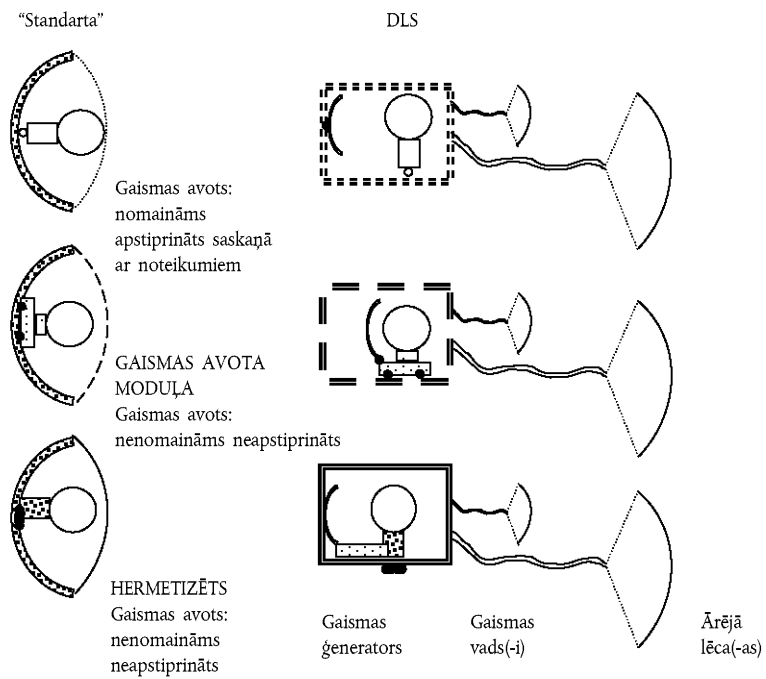 “Standarta”
DLS
Gaismas avots:
nomaināms
apstiprināts saskaņā
ar noteikumiem
GAISMAS AVOTA
MODUĻA
Gaismas avots:
nenomaināms neapstiprināts
HERMETIZĒTS
Gaismas avots:
nenomaināms
neapstiprināts
Gaismas
ģenerators
Gaismas
vads(-i)
Ārējā
lēca(-as)